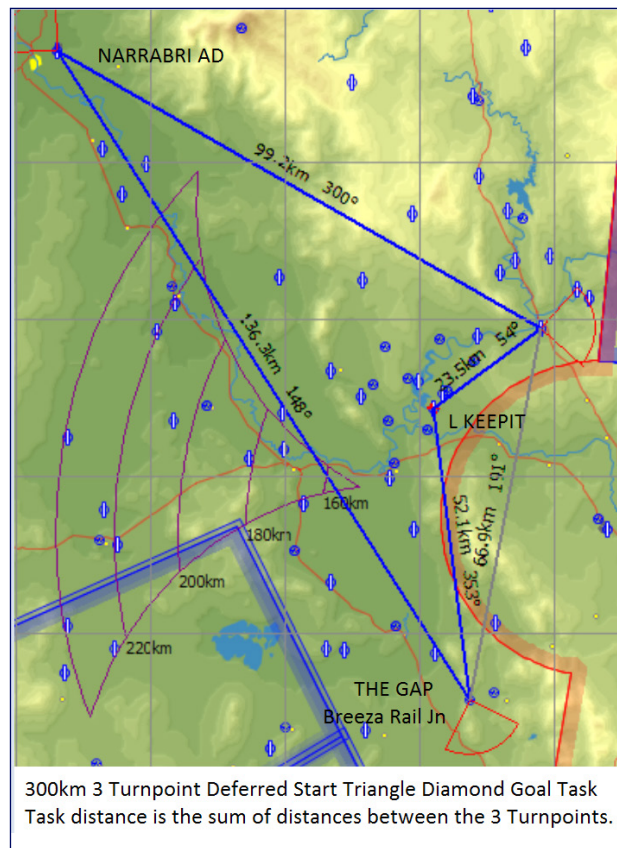 NARRABRI AD
99.2km 300°
136.3km 148°
23.5km 54°
L KEEPIT
191°
66.9km
52.1km 353°
160km
180km
200km
220km
THE GAP
Breeza Rail Jn
300km 3 Turnpoint Deferred Start Triangle Diamond Goal Task
Task distance is the sum of distances between the 3 Turnpoints.